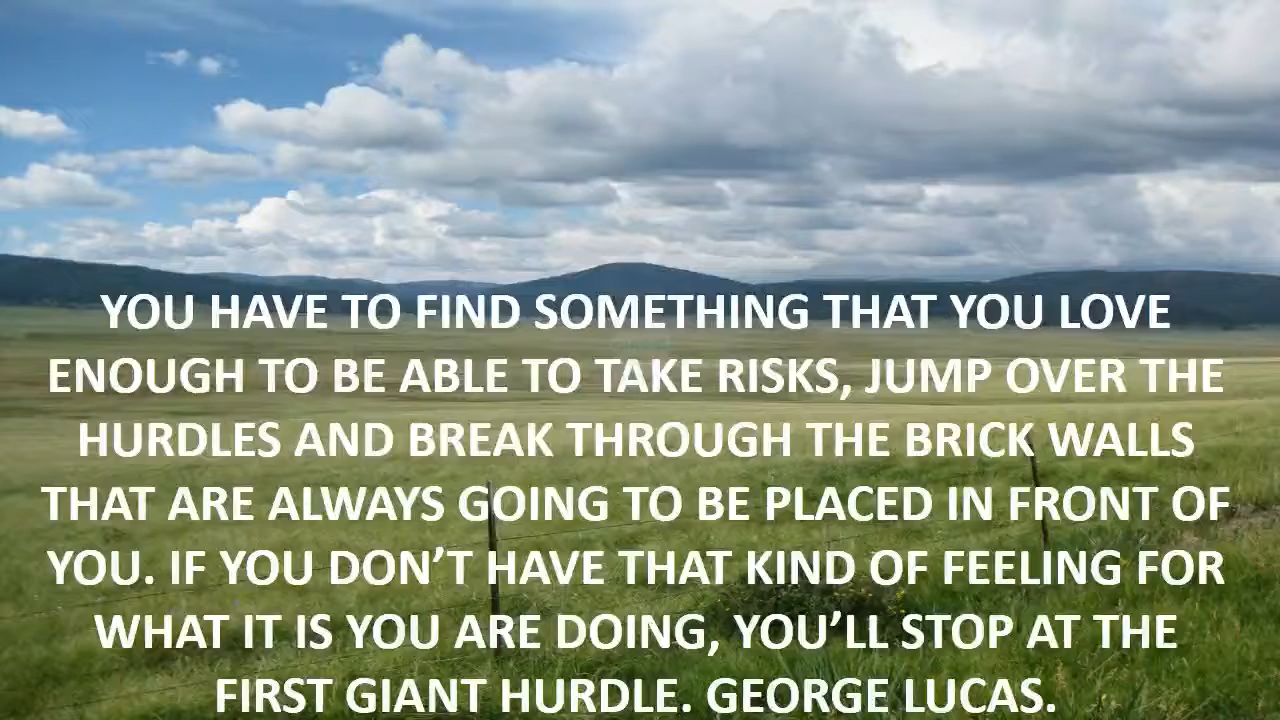 YOU HAVE TO FIND SOMETHING THAT YOU LOVE
ENOUGH TO BE ABLE TO TAKE RISKS, JUMP OVER THE
HURDLES AND BREAK THROUGH THE BRICK WALLS
THAT ARE ALWAYS GOING TO BE PLACED IN FRONT OF
YOU. IF YOU DON’T HAVE THAT KIND OF FEELING FOR
WHAT IT IS YOU ARE DOING, YOU’LL STOP AT THE
FIRST GIANT HURDLE. GEORGE LUCAS.